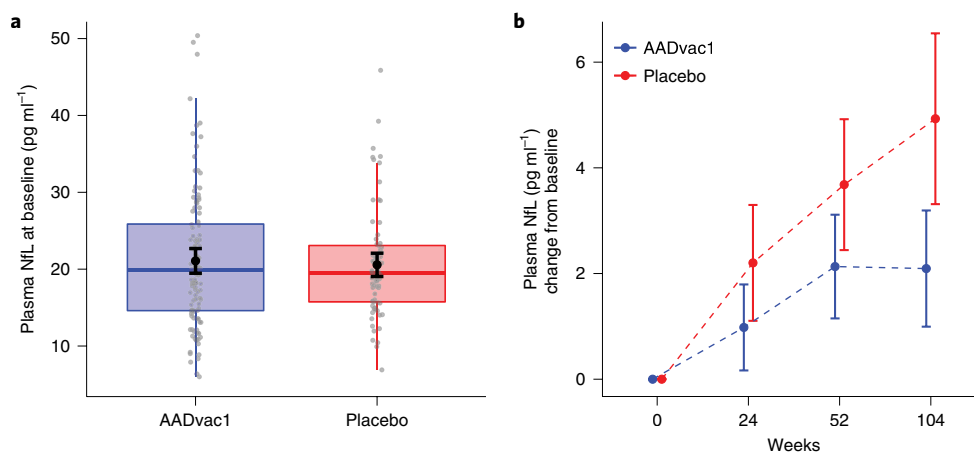 a
Plasma NfL at baseline (pg ml⁻¹)
50
40
30
20
10
AADvac1
Placebo
b
Plasma NfL (pg ml⁻¹)
change from baseline
6
4
2
0
AADvac1
Placebo
0
24
52
104
Weeks